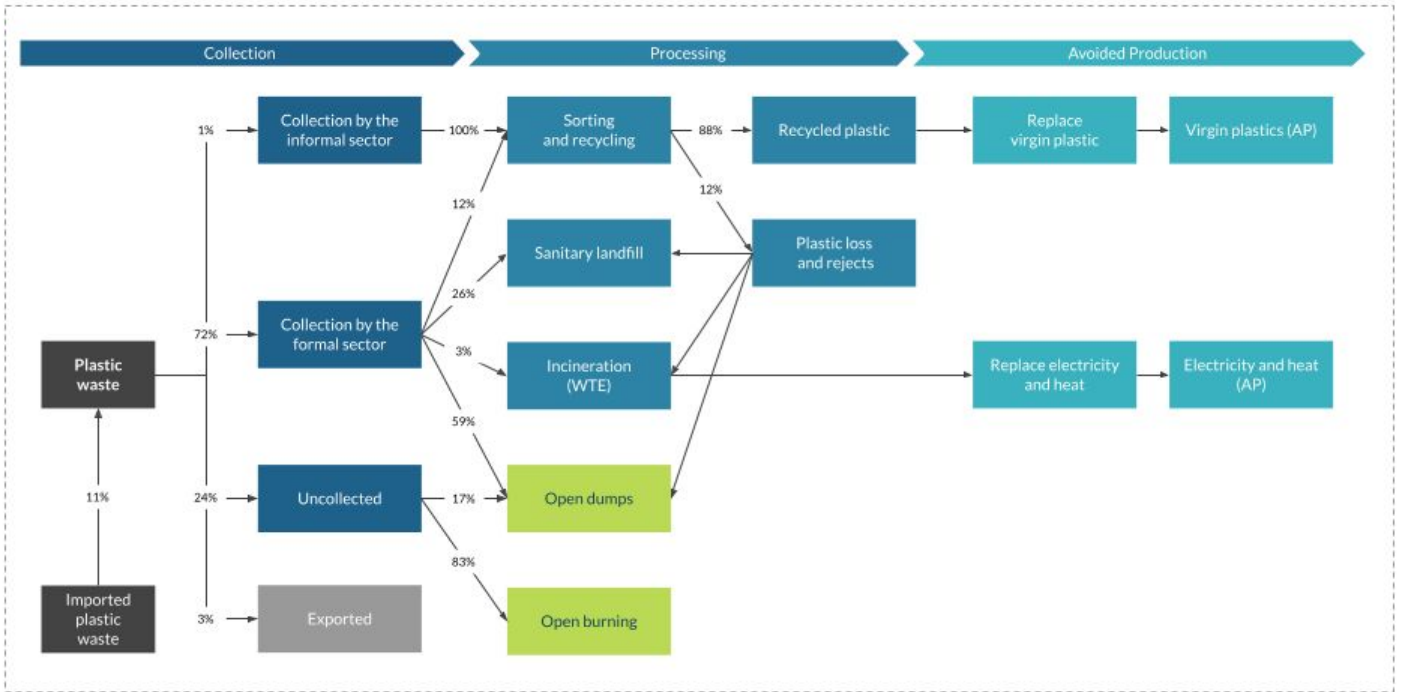 Collection
Processing
Avoided Production
1%
Collection by the
informal sector
100%
Sorting
and recycling
88%
Recycled plastic
Replace
virgin plastic
Virgin plastics (AP)
12%
12%
Sanitary landfill
Plastic loss
and rejects
26%
72%
Collection by the
formal sector
3%
Plastic
waste
Incineration
(WTE)
Replace electricity
and heat
Electricity and heat
(AP)
59%
11%
24%
Uncollected
17%
Open dumps
83%
Imported
plastic
waste
3%
Exported
Open burning